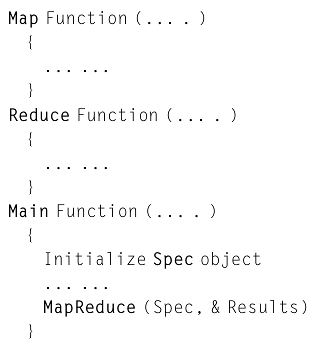 Map Function (... . )
{
... ...
}
Reduce Function (... . )
{
... ...
}
Main Function (... . )
{
Initialize Spec object
... ...
MapReduce (Spec, & Results)
}